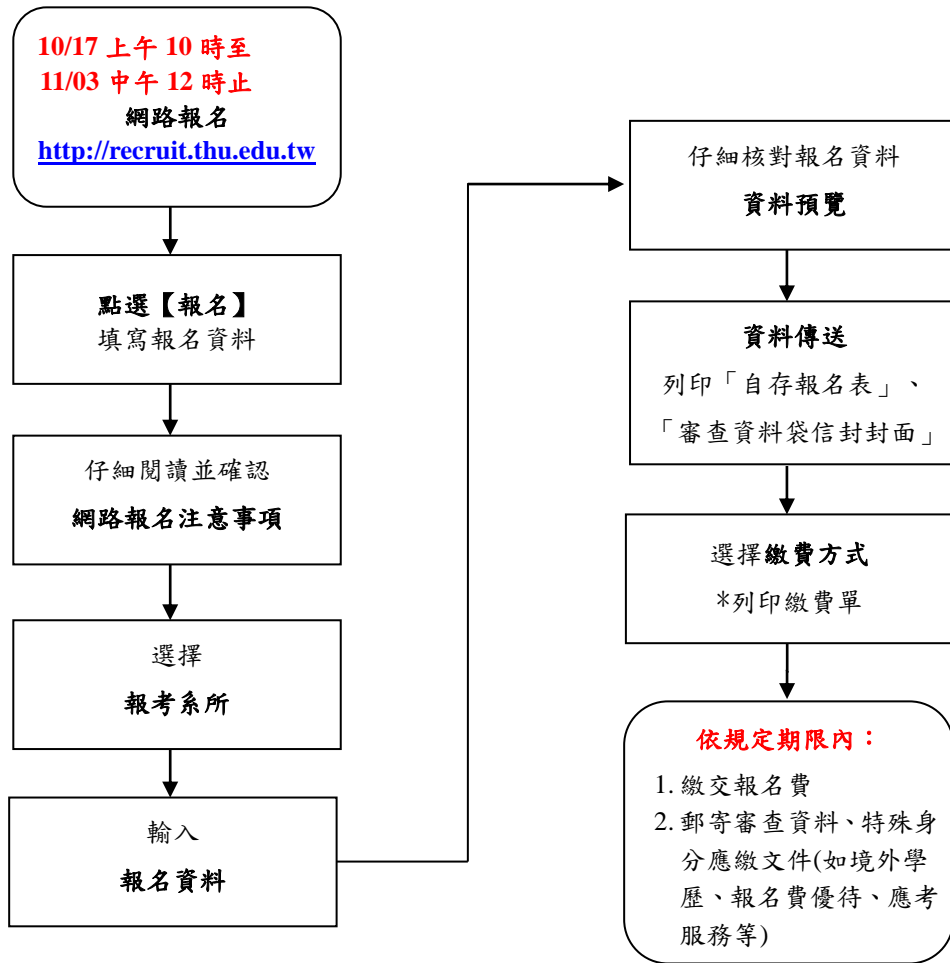 10/17 上午 10 時至
11/03 中午 12 時止
網路報名
http://recruit.thu.edu.tw
點選【報名】
填寫報名資料
仔細閱讀並確認
網路報名注意事項
選擇
報考系所
輸入
報名資料
仔細核對報名資料
資料預覽
資料傳送
列印「自存報名表」、
「審查資料袋信封封面」
選擇繳費方式
*列印繳費單
依規定期限內：
1. 繳交報名費
2. 郵寄審查資料、特殊身
分應繳文件(如境外學
歷、報名費優待、應考
服務等)